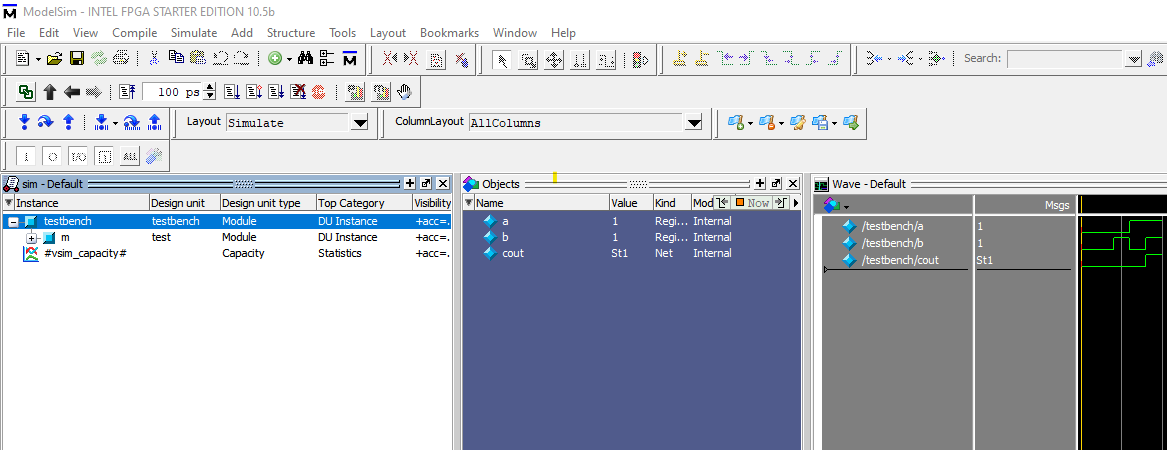 ModelSim - INTEL FPGA STARTER EDITION 10.5b
File Edit View Compile Simulate Add Structure Tools Layout Bookmarks Window Help
Search:
100 ps
Layout Simulate ColumnLayout AllColumns
I O I/O ALL
sim - Default Objects Wave - Default
Instance Design unit Design unit type Top Category Visibility Name Value Kind Mod Now Msgs
testbench testbench Module DU Instance +acc=. a 1 Regi... Internal /testbench/a 1
m test Module DU Instance +acc=. b 1 Regi... Internal /testbench/b 1
#vsim_capacity# Capacity Statistics +acc=. cout St1 Net Internal /testbench/cout St1